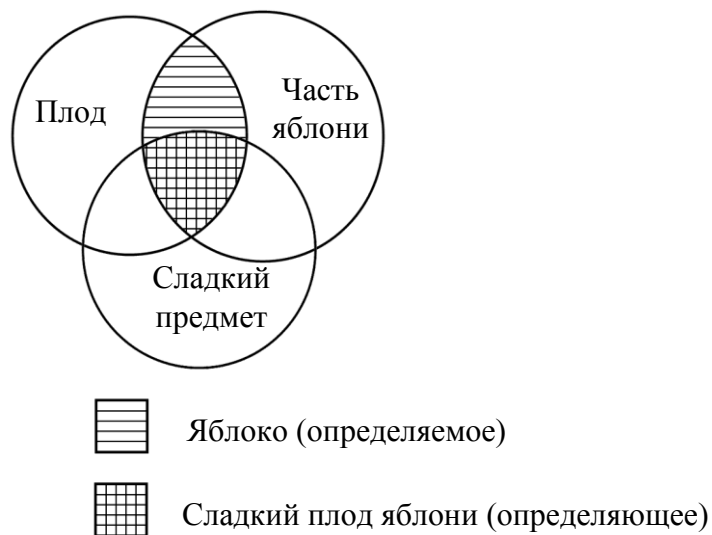 Плод
Часть
яблони
Сладкий
предмет
Яблоко (определяемое)
Сладкий плод яблони (определяющее)